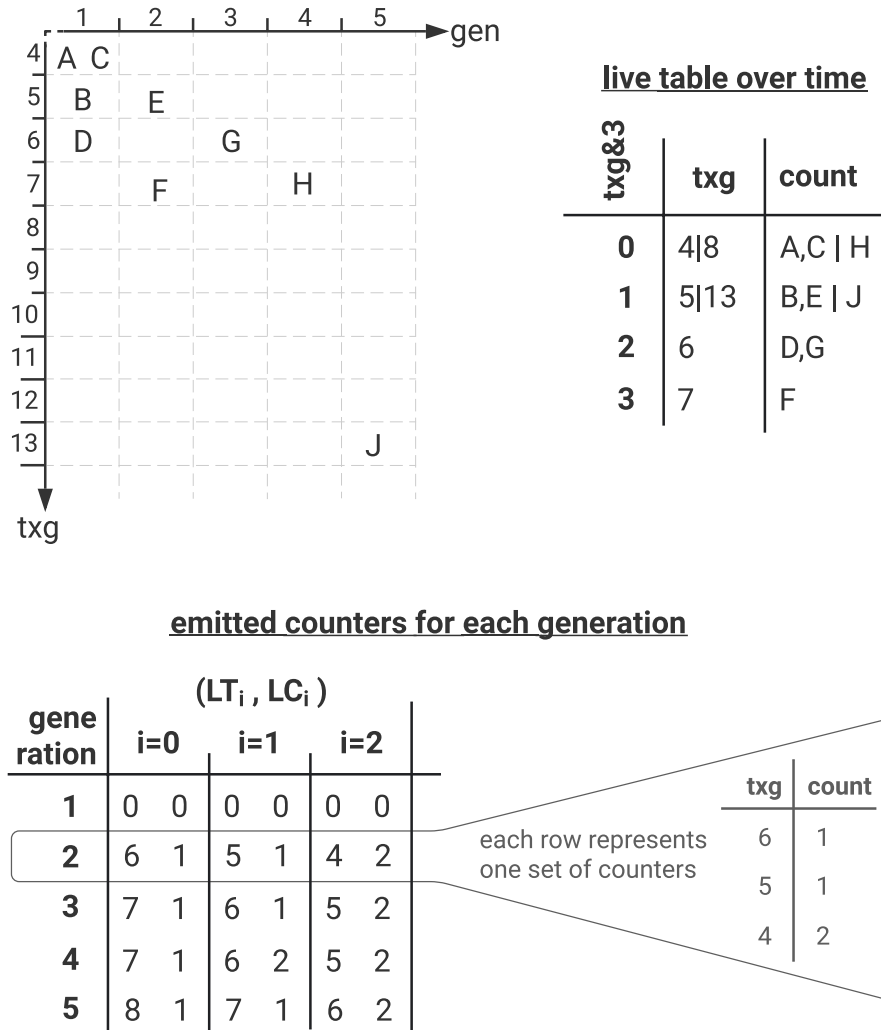 1 2 3 4 5
gen
4 A C
5 B E
6 D G
7 F H
8
9
10
11
12
13 J
txg
live table over time
txg&3 txg count
0 4|8 A,C | H
1 5|13 B,E | J
2 6 D,G
3 7 F
emitted counters for each generation
(LTi , LCi )
gene
ration i=0 i=1 i=2
1 0 0 0 0 0 0
2 6 1 5 1 4 2
3 7 1 6 1 5 2
4 7 1 6 2 5 2
5 8 1 7 1 6 2
each row represents
one set of counters
txg count
6 1
5 1
4 2